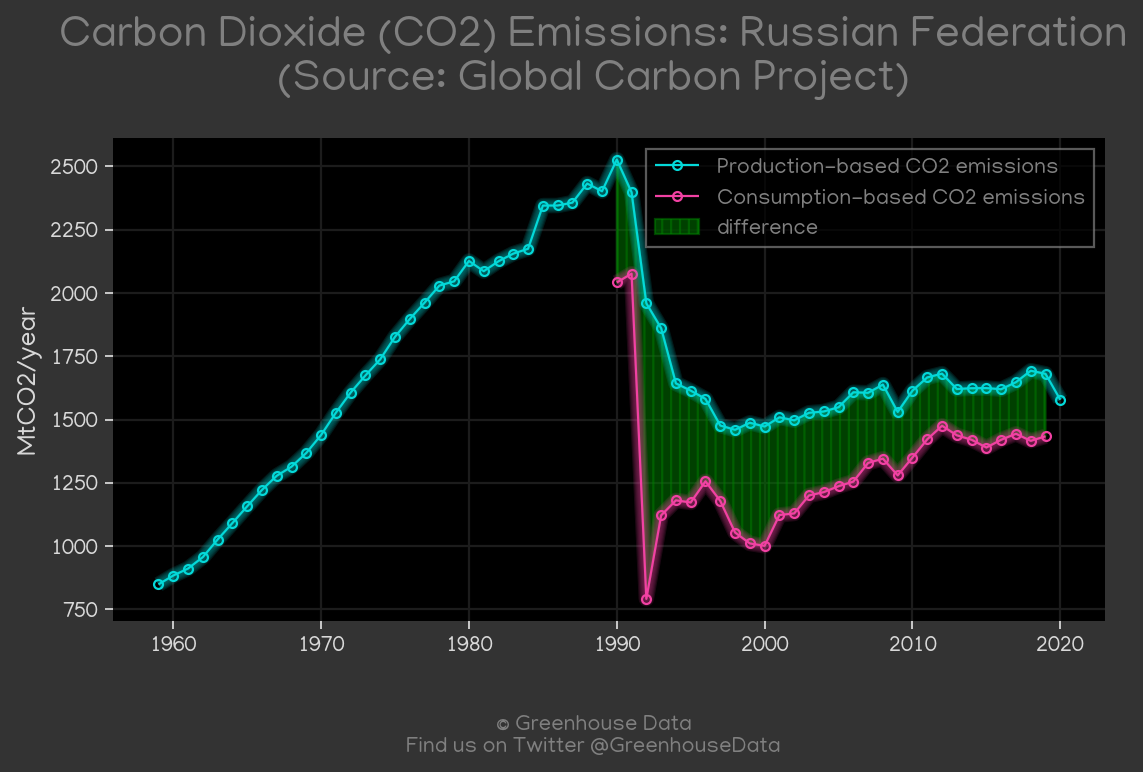 Carbon Dioxide (CO2) Emissions: Russian Federation
(Source: Global Carbon Project)
Production-based CO2 emissions
Consumption-based CO2 emissions
difference
MtCO2/year
2500
2250
2000
1750
1500
1250
1000
750
1960 1970 1980 1990 2000 2010 2020
© Greenhouse Data
Find us on Twitter @GreenhouseData